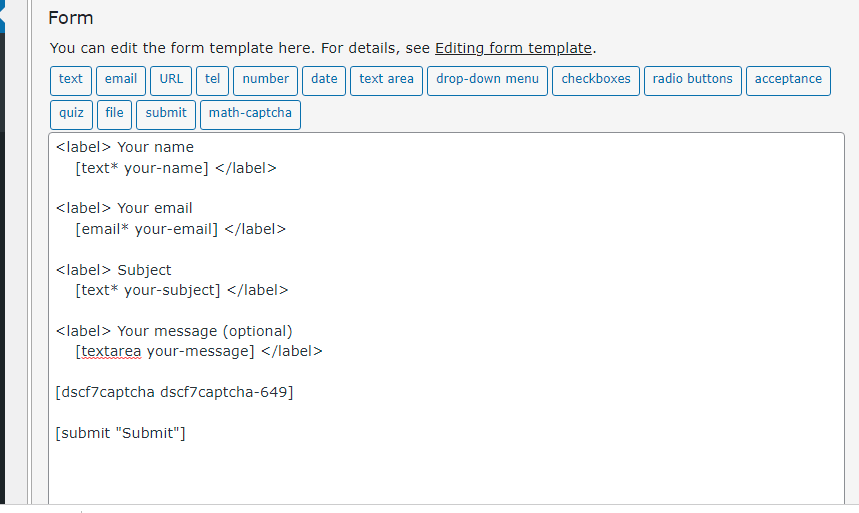 Form
You can edit the form template here. For details, see Editing form template.
text email URL tel number date text area drop-down menu checkboxes radio buttons acceptance
quiz file submit math-captcha
<label> Your name
[text* your-name] </label>
<label> Your email
[email* your-email] </label>
<label> Subject
[text* your-subject] </label>
<label> Your message (optional)
[textarea your-message] </label>
[dscf7captcha dscf7captcha-649]
[submit "Submit"]